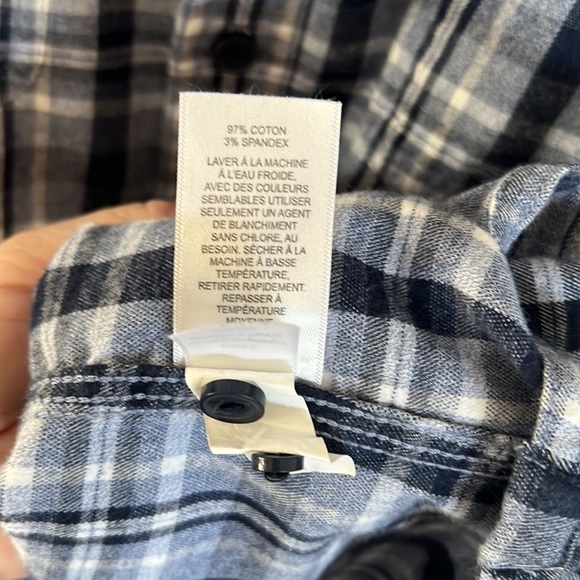 97% COTON
3% SPANDEX
LAVER À LA MACHINE
À L'EAU FROIDE,
AVEC DES COULEURS
SEMBLABLES UTILISER
SEULEMENT UN AGENT
DE BLANCHIMENT
SANS CHLORE, AU
BESOIN. SÉCHER À LA
MACHINE À BASSE
TEMPÉRATURE,
RETIRER RAPIDEMENT.
REPASSER À
TEMPÉRATURE
MOYENNE